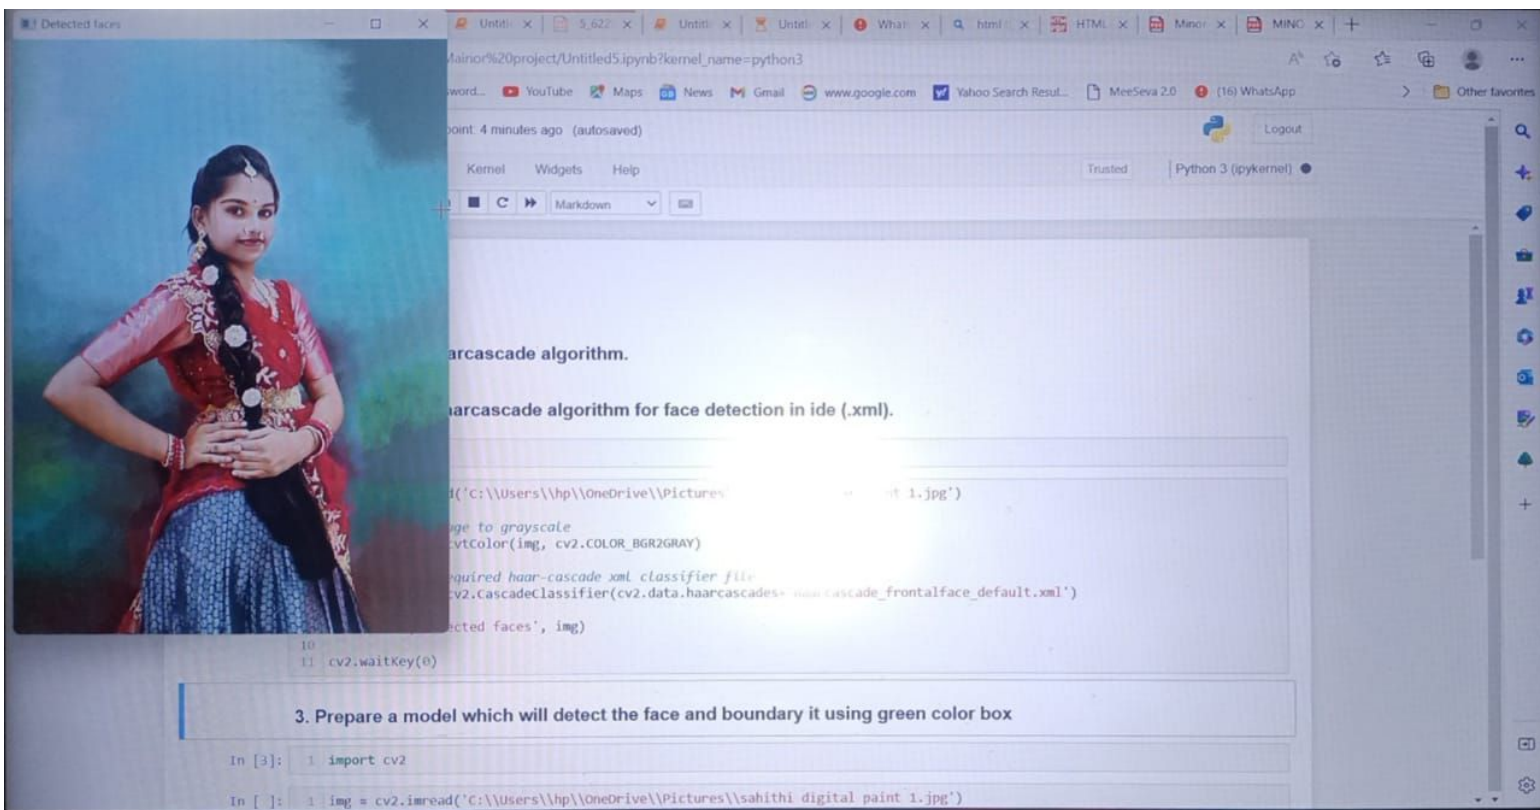 Detected faces
Untitl
5_622
Untitl
Untitl
What
html
HTML
Minor
MINO
ainor%20project/Untitled5.ipynb?kernel_name=python3
word...
YouTube
Maps
News
Gmail
www.google.com
Yahoo Search Resul...
MeeSeva 2.0
(16) WhatsApp
Other favorites
point: 4 minutes ago (autosaved)
Logout
Kernel
Widgets
Help
Trusted
Python 3 (ipykernel)
Markdown
arcascade algorithm.
aarcascade algorithm for face detection in ide (.xml).
d('C:\\Users\\hp\\OneDrive\\Pictures 1.jpg')
age to grayscale
vtColor(img, cv2.COLOR_BGR2GRAY)
equired haar-cascade xml classifier
cv2.CascadeClassifier(cv2.data.haarcascades cascade_frontalface_default.xml')
ected faces', img)
10
11 cv2.waitKey(0)
3. Prepare a model which will detect the face and boundary it using green color box
In [3]: 1 import cv2
In [ ]: 1 img = cv2.imread('C:\\Users\\hp\\OneDrive\\Pictures\\sahithi digital paint 1.jpg')